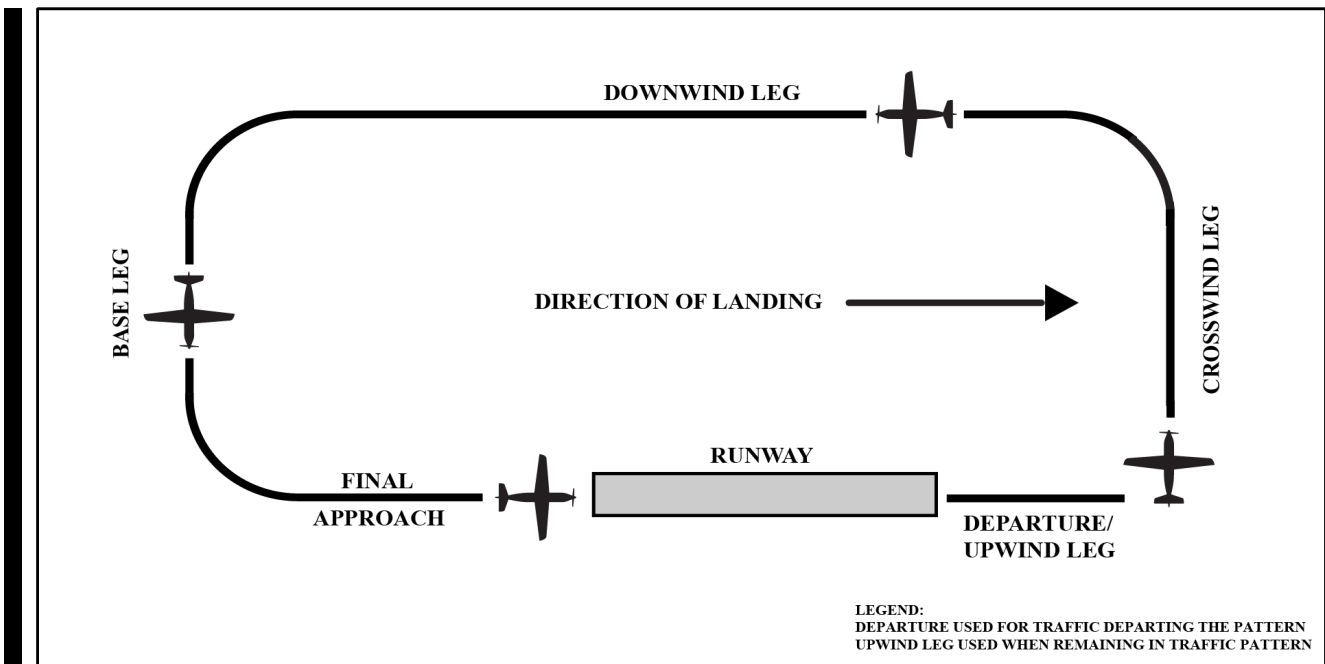 DOWNWIND LEG
CROSSWIND LEG
BASE LEG
DIRECTION OF LANDING
RUNWAY
FINAL
APPROACH
DEPARTURE/
UPWIND LEG
LEGEND:
DEPARTURE USED FOR TRAFFIC DEPARTING THE PATTERN
UPWIND LEG USED WHEN REMAINING IN TRAFFIC PATTERN